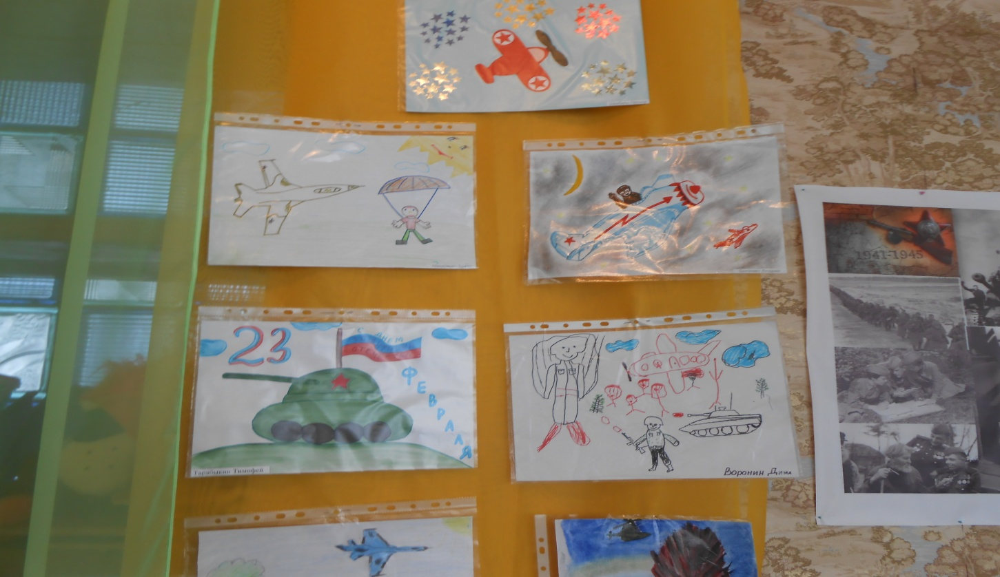 1941-1945
23
С ДНЕМ
ФЕВРАЛЯ
Тарабыкин Тимофей
Воронин Дима